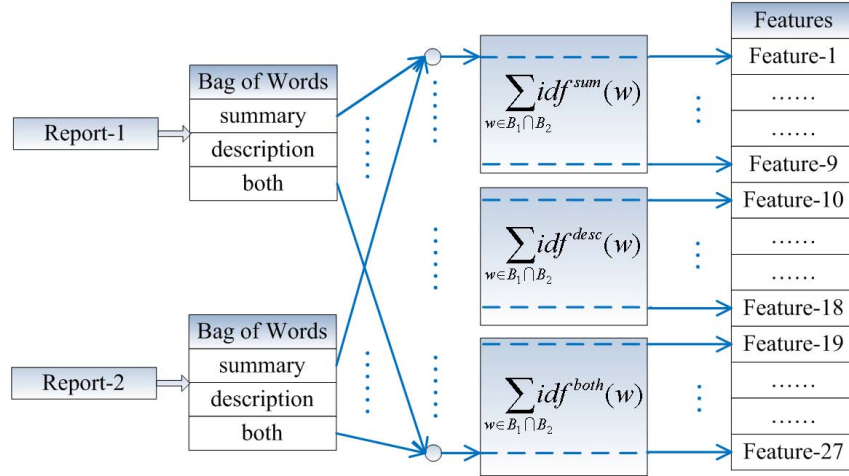 Report-1
Bag of Words
summary
description
both
Report-2
Bag of Words
summary
description
both
∑ idf^sum (w)
w∈B₁∩B₂
∑ idf^desc (w)
w∈B₁∩B₂
∑ idf^both (w)
w∈B₁∩B₂
Features
Feature-1
......
......
Feature-9
Feature-10
......
......
Feature-18
Feature-19
......
......
Feature-27